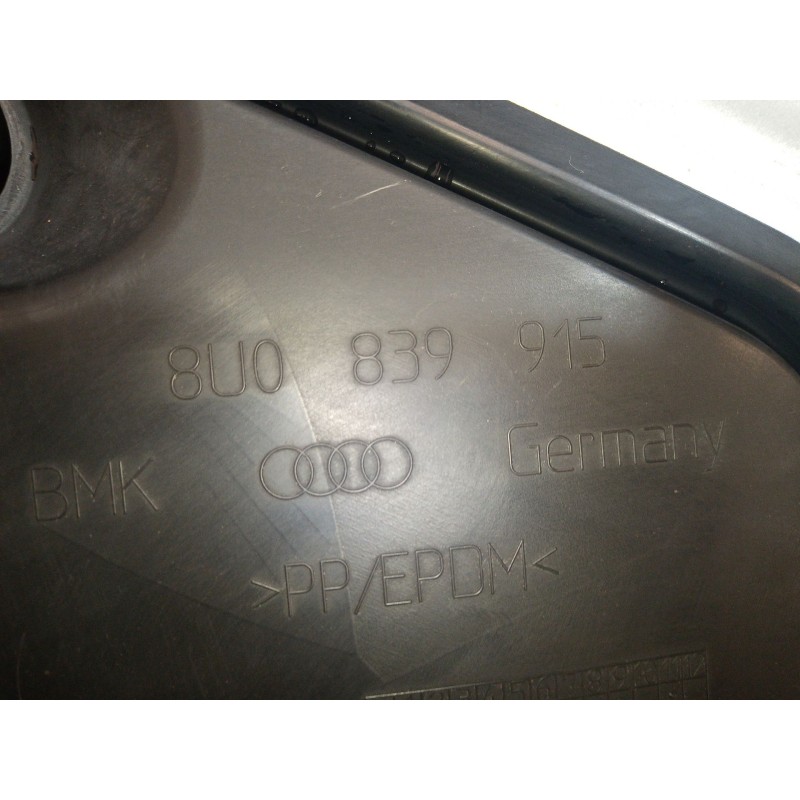 8U0 839 915
BMK Germany
>PP/EPDM<